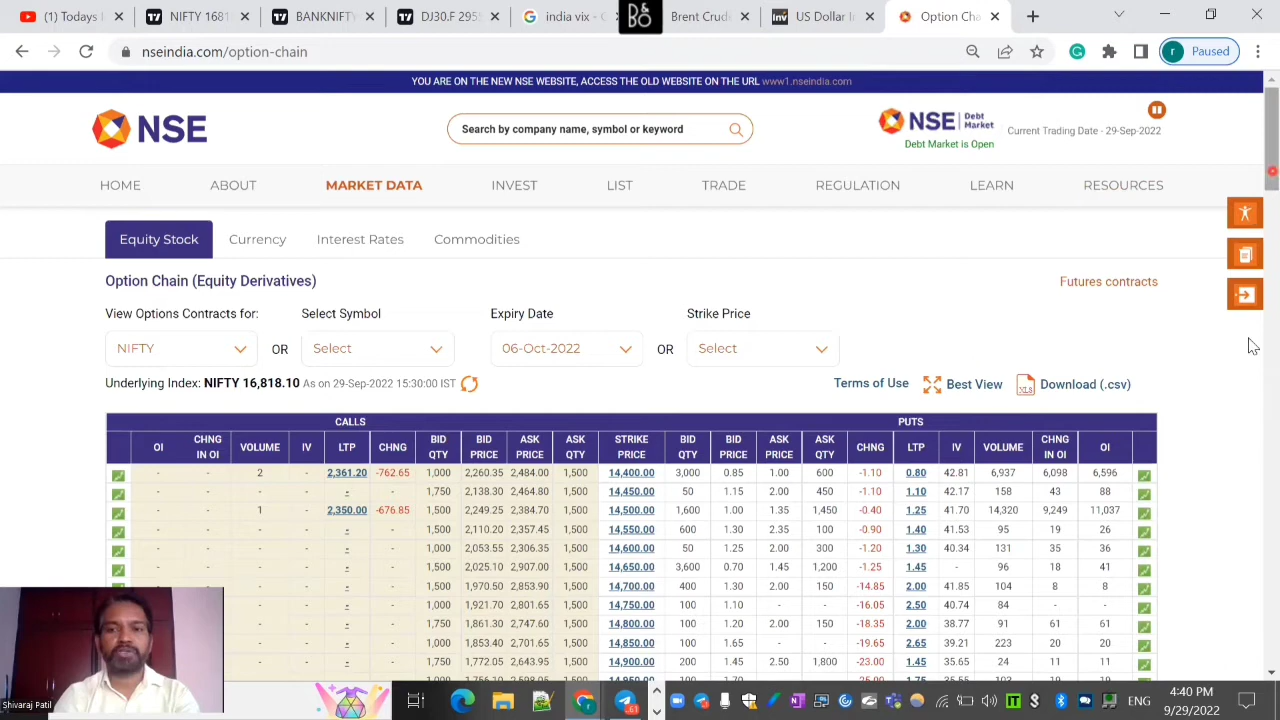 (1) Today
NIFTY 1681
BANKNIFTY
DJ30.F 295
india vix - G
B&O
Brent Crud
US Dollar I
Option Cha
nseindia.com/option-chain
Paused
YOU ARE ON THE NEW NSE WEBSITE, ACCESS THE OLD WEBSITE ON THE URL www1.nseindia.com
NSE
Search by company name, symbol or keyword
NSE Debt Market
Debt Market is Open
Current Trading Date - 29-Sep-2022
HOME ABOUT MARKET DATA INVEST LIST TRADE REGULATION LEARN RESOURCES
Equity Stock Currency Interest Rates Commodities
Option Chain (Equity Derivatives) Futures contracts
View Options Contracts for: Select Symbol Expiry Date Strike Price
NIFTY OR Select 06-Oct-2022 OR Select
Underlying Index: NIFTY 16,818.10 As on 29-Sep-2022 15:30:00 IST Terms of Use Best View XLS Download (.csv)
CALLS PUTS
OI CHNG IN OI VOLUME IV LTP CHNG BID QTY BID PRICE ASK PRICE ASK QTY STRIKE PRICE BID QTY BID PRICE ASK PRICE ASK QTY CHNG LTP IV VOLUME CHNG IN OI OI
- - 2 - 2,361.20 -762.65 1,000 2,260.35 2,484.00 1,500 14,400.00 3,000 0.85 1.00 600 -1.10 0.80 42.81 6,937 6,098 6,596
- - - - - - 1,750 2,138.30 2,464.80 1,500 14,450.00 50 1.15 2.00 450 -1.10 1.10 42.17 158 43 88
- - 1 - 2,350.00 -676.85 1,500 2,249.25 2,384.70 1,500 14,500.00 1,600 1.00 1.35 1,450 -0.40 1.25 41.70 14,320 9,249 11,037
- - - - - - 1,500 2,110.20 2,357.45 1,500 14,550.00 600 1.30 2.35 100 -0.90 1.40 41.53 95 19 26
- - - - - - 1,500 2,053.55 2,306.35 1,500 14,600.00 50 1.25 2.00 300 -1.20 1.30 40.34 131 35 36
- - - - - - 1,500 2,025.10 2,907.00 1,500 14,650.00 3,600 0.70 1.45 1,200 -1.25 1.45 - 96 18 41
- - - - - - 1,500 1,970.50 2,853.90 1,500 14,700.00 400 1.30 2.00 150 -14.85 2.00 41.85 104 8 8
- - - - 1,000 1,921.70 2,801.65 1,500 14,750.00 100 1.10 - - -16.05 2.50 40.74 84 - -
- - - - 1,750 1,861.30 2,747.60 1,500 14,800.00 100 1.20 2.00 150 -18.35 2.00 38.77 91 61 61
- - - - 1,000 1,853.40 2,701.65 1,500 14,850.00 100 1.65 - - -19.65 2.65 39.21 223 20 20
- - - - 1,750 1,772.05 2,643.95 1,500 14,900.00 200 1.45 2.50 1,800 -23.00 1.45 35.65 24 11 11
Shivaraj Patil
ENG
4:40 PM
9/29/2022